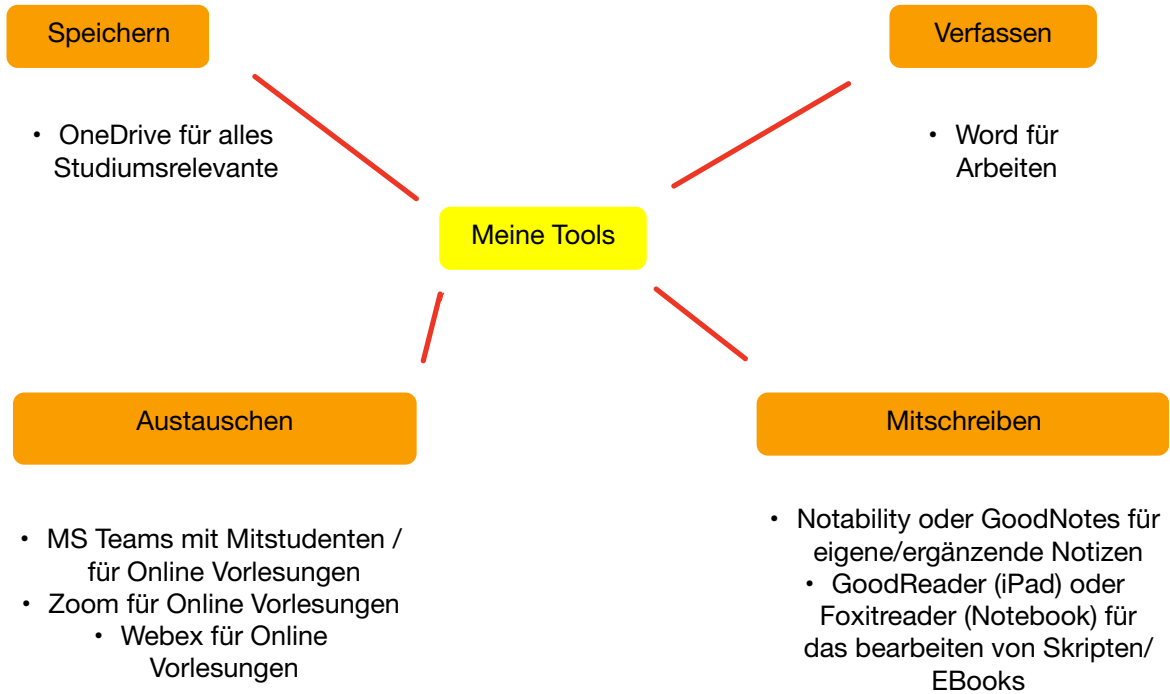 Speichern
• OneDrive für alles
Studiumsrelevante
Verfassen
• Word für
Arbeiten
Meine Tools
Austauschen
• MS Teams mit Mitstudenten /
für Online Vorlesungen
• Zoom für Online Vorlesungen
• Webex für Online
Vorlesungen
Mitschreiben
• Notability oder GoodNotes für
eigene/ergänzende Notizen
• GoodReader (iPad) oder
Foxitreader (Notebook) für
das bearbeiten von Skripten/
EBooks